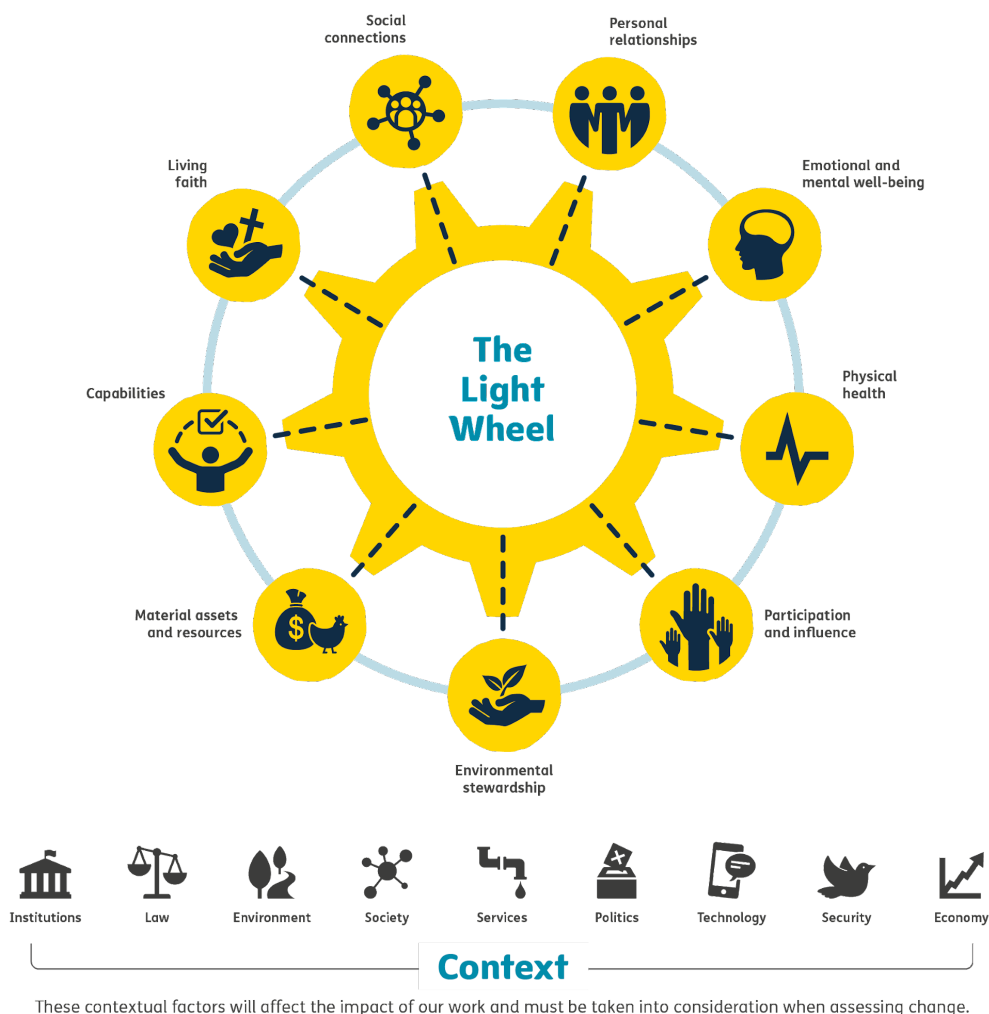 Social
connections
Personal
relationships
Living
faith
Emotional and
mental well-being
The
Light
Wheel
Capabilities
Physical
health
Material assets
and resources
$
Participation
and influence
Environmental
stewardship
Institutions
Law
Environment
Society
Services
Politics
Technology
Security
Economy
Context
These contextual factors will affect the impact of our work and must be taken into consideration when assessing change.